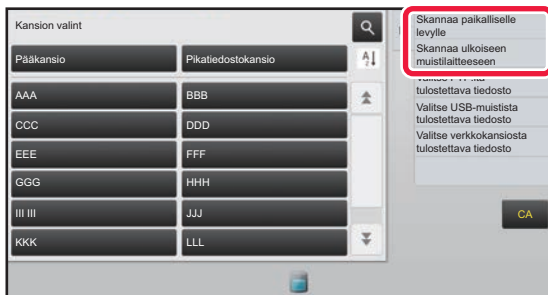 Kansion valint
Pääkansio
Pikatiedostokansio
AAA
BBB
CCC
DDD
EEE
FFF
GGG
HHH
III III
JJJ
KKK
LLL
Skannaa paikalliselle
levylle
Skannaa ulkoiseen
muistilaitteeseen
tulostettava tiedosto
Valitse USB-muistista
tulostettava tiedosto
Valitse verkkokansiosta
tulostettava tiedosto
CA